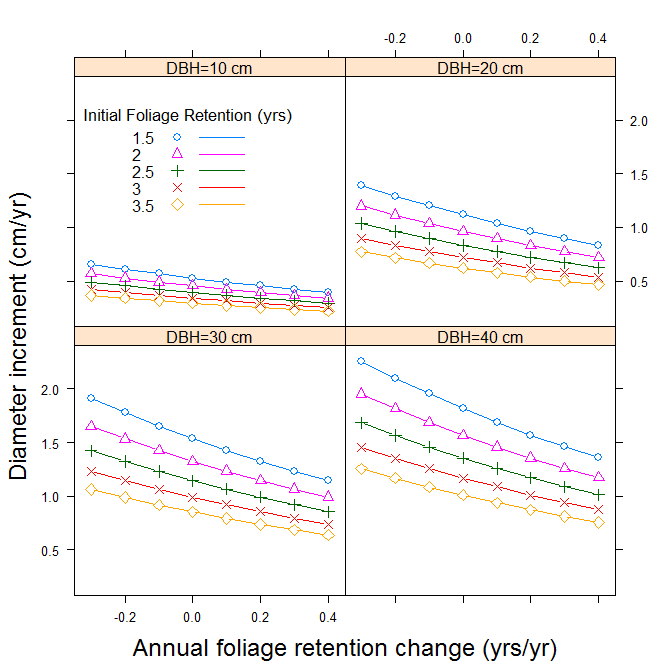 -0.2 0.0 0.2 0.4
DBH=10 cm DBH=20 cm
Initial Foliage Retention (yrs)
1.5
2
2.5
3
3.5
2.0
1.5
1.0
0.5
DBH=30 cm DBH=40 cm
2.0
1.5
1.0
0.5
-0.2 0.0 0.2 0.4
Diameter increment (cm/yr)
Annual foliage retention change (yrs/yr)